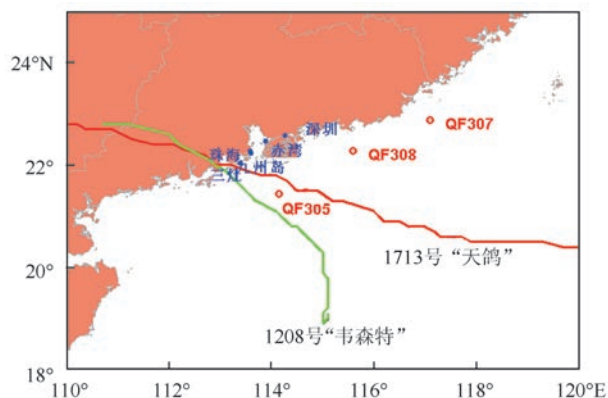 24°N
22°
20°
18°
110°
112°
114°
116°
118°
120°E
深圳
赤湾
珠海
九州岛
三灶
QF307
QF308
QF305
1713号“天鸽”
1208号“韦森特”